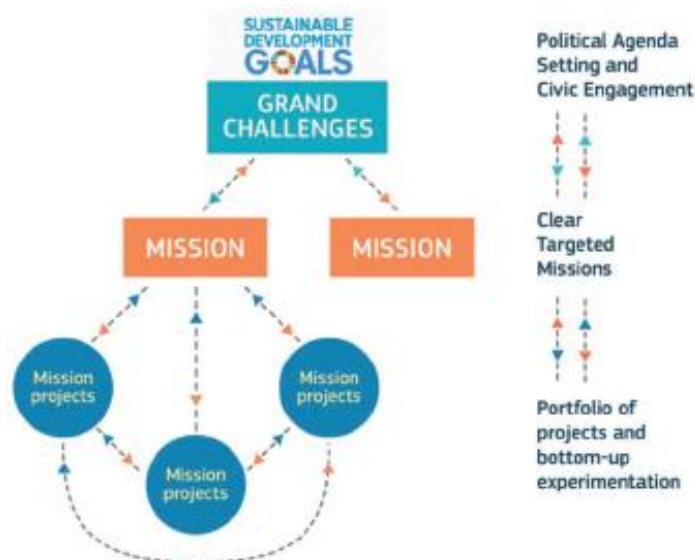 SUSTAINABLE
DEVELOPMENT
GOALS
GRAND
CHALLENGES
MISSION
MISSION
Mission
projects
Mission
projects
Mission
projects
Political Agenda
Setting and
Civic Engagement
Clear
Targeted
Missions
Portfolio of
projects and
bottom-up
experimentation